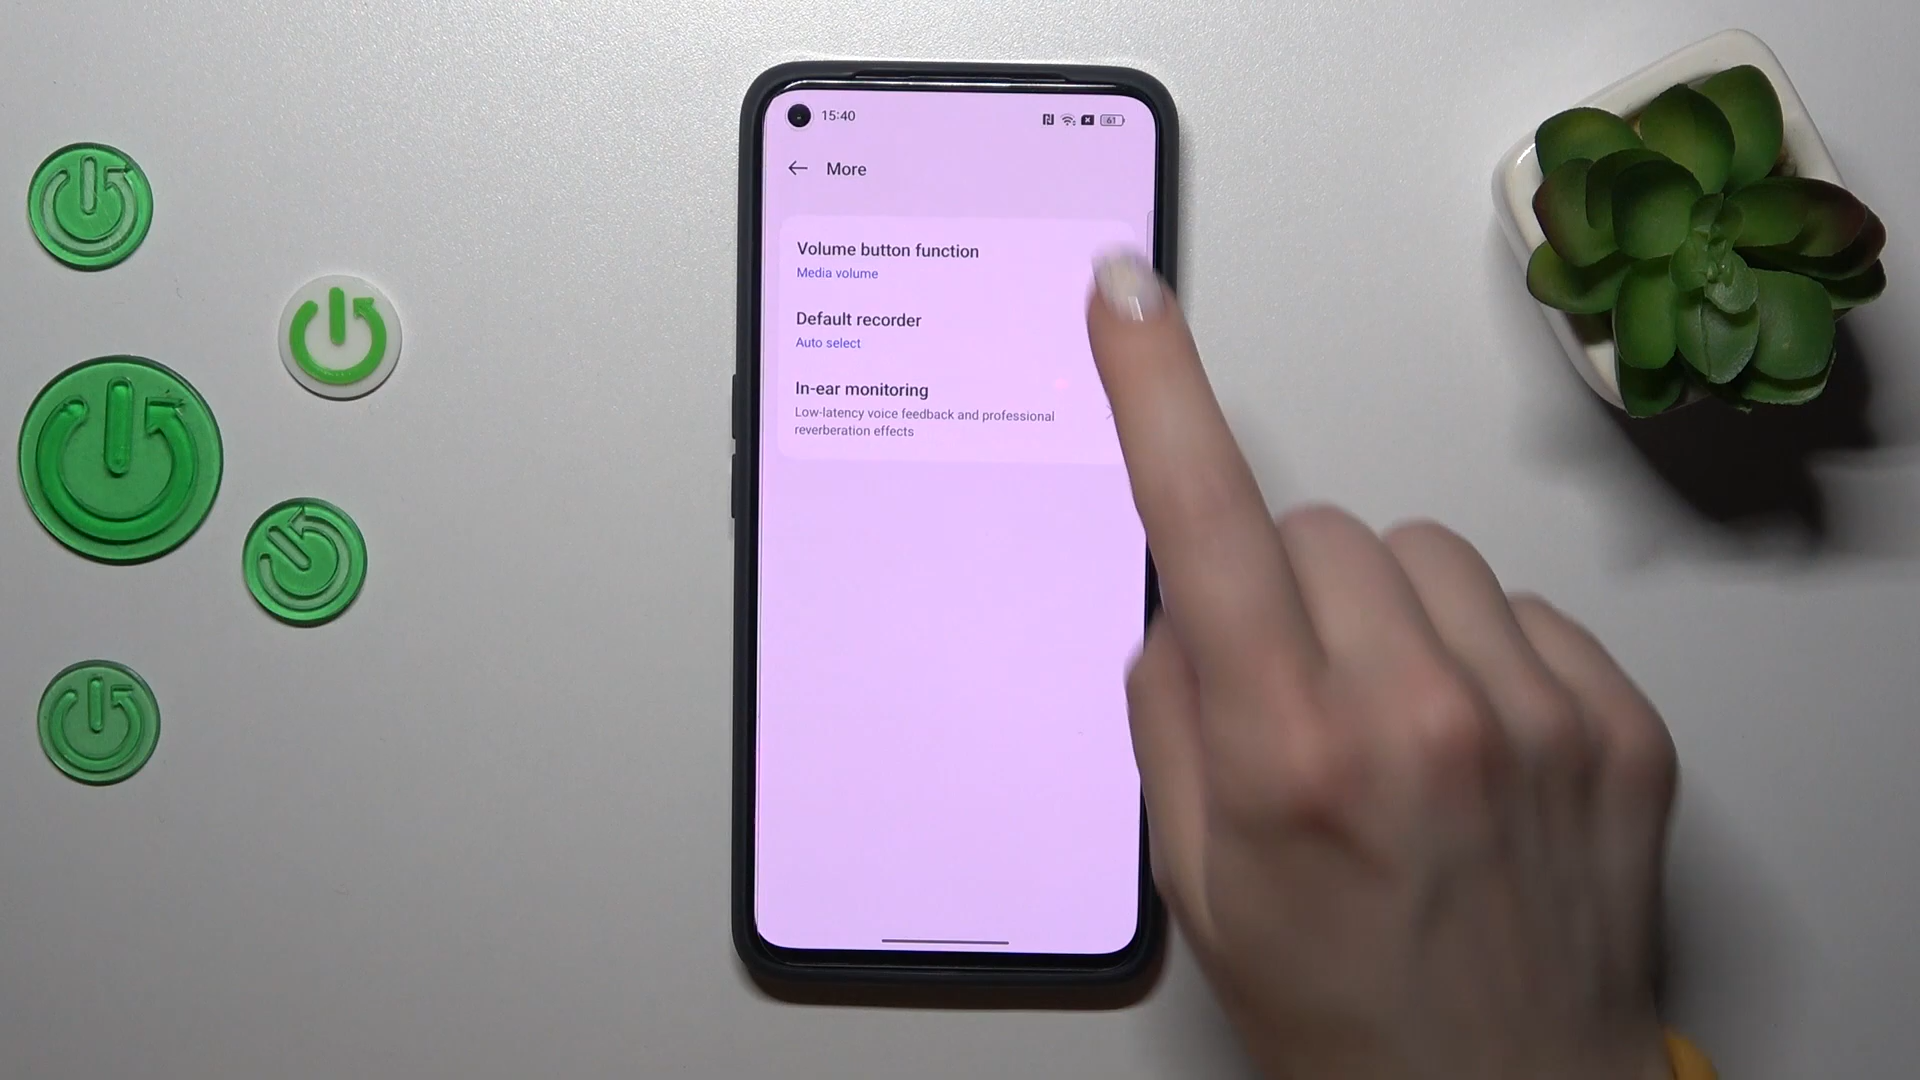 15:40
61
More
Volume button function
Media volume
Default recorder
Auto select
In-ear monitoring
Low-latency voice feedback and professional
reverberation effects